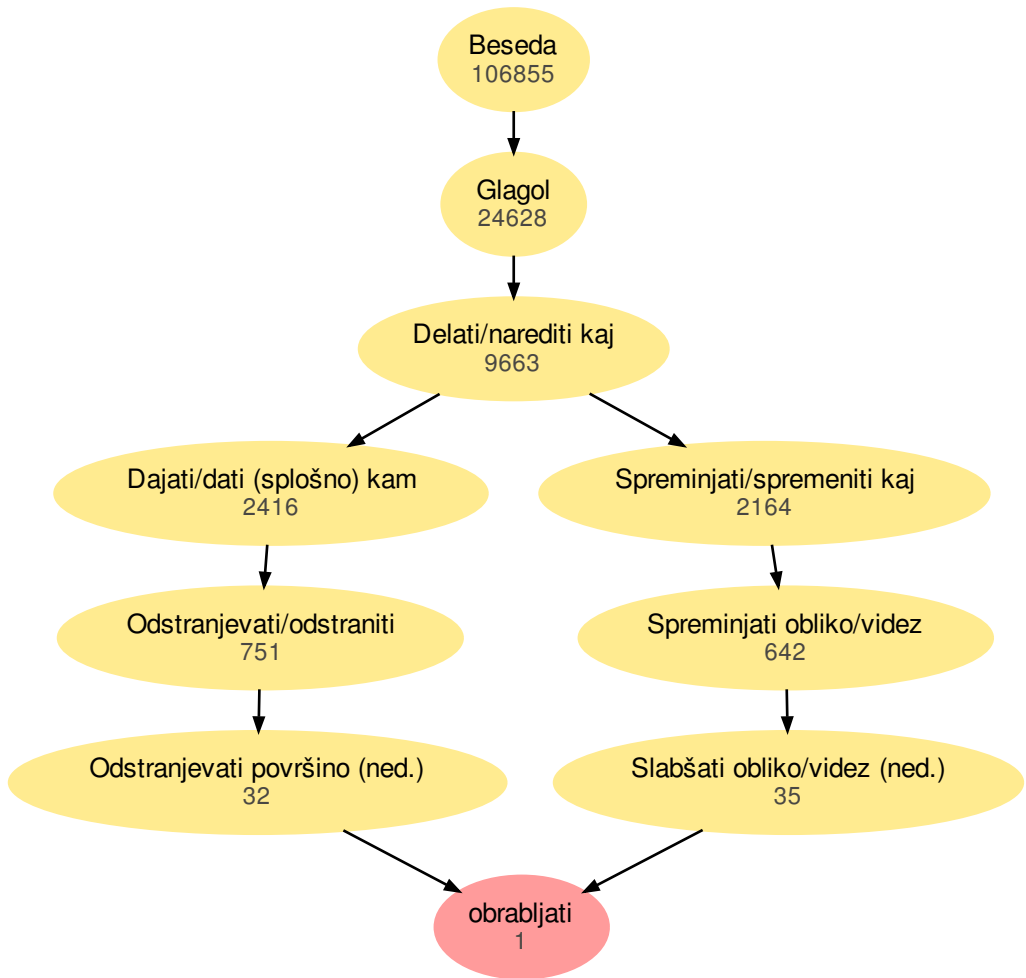 Beseda
106855
Glagol
24628
Delati/narediti kaj
9663
Dajati/dati (splošno) kam
2416
Spreminjati/spremeniti kaj
2164
Odstranjevati/odstraniti
751
Spreminjati obliko/videz
642
Odstranjevati površino (ned.)
32
Slabšati obliko/videz (ned.)
35
obrabljati
1